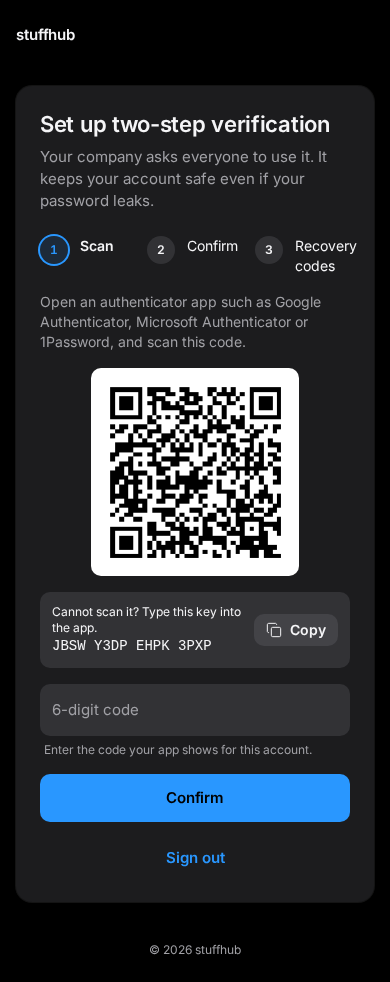 stuffhub
Set up two-step verification
Your company asks everyone to use it. It
keeps your account safe even if your
password leaks.
1 Scan 2 Confirm 3 Recovery
codes
Open an authenticator app such as Google
Authenticator, Microsoft Authenticator or
1Password, and scan this code.
Cannot scan it? Type this key into
the app.
JBSW Y3DP EHPK 3PXP
Copy
6-digit code
Enter the code your app shows for this account.
Confirm
Sign out
© 2026 stuffhub